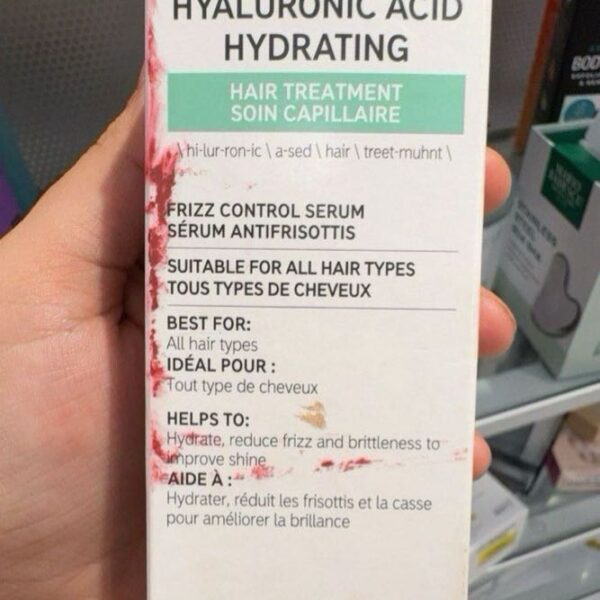 HYALURONIC ACID
HYDRATING
HAIR TREATMENT
SOIN CAPILLAIRE
\ hi-lur-ron-ic \ a-sed \ hair \ treet-muhnt \
FRIZZ CONTROL SERUM
SÉRUM ANTIFRISOTTIS
SUITABLE FOR ALL HAIR TYPES
TOUS TYPES DE CHEVEUX
BEST FOR:
All hair types
IDÉAL POUR :
Tout type de cheveux
HELPS TO:
Hydrate, reduce frizz and brittleness to
improve shine
AIDE À :
Hydrater, réduit les frisottis et la casse
pour améliorer la brillance
BOD